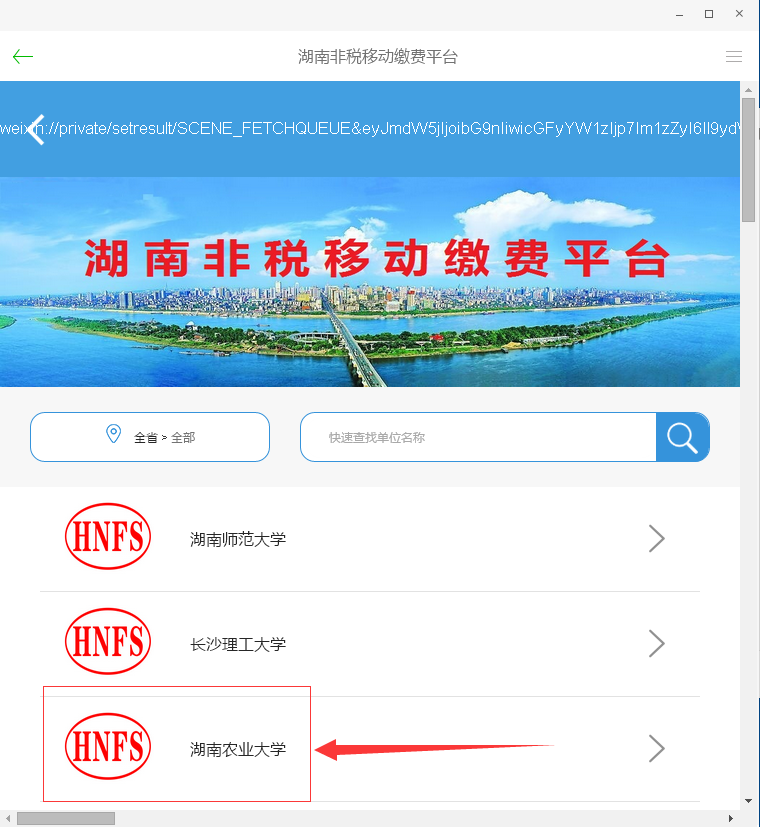 湖南非税移动缴费平台
weixin://private/setresult/SCENE_FETCHQUEUE&eyJmdW5jIjoibG9nIiwicGFyYW1zIjp7Im1zZyI6Il9yd
湖南非税移动缴费平台
全省 > 全部
快速查找单位名称
HNFS
湖南师范大学
HNFS
长沙理工大学
HNFS
湖南农业大学